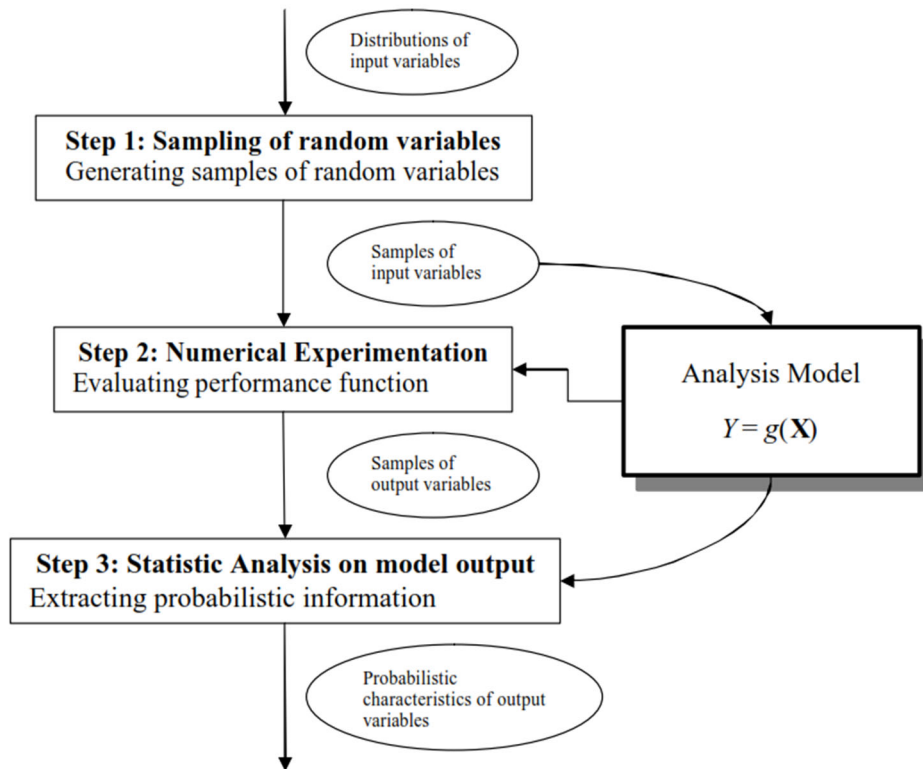 Distributions of
input variables
Step 1: Sampling of random variables
Generating samples of random variables
Samples of
input variables
Step 2: Numerical Experimentation
Evaluating performance function
Analysis Model
Y = g(X)
Samples of
output variables
Step 3: Statistic Analysis on model output
Extracting probabilistic information
Probabilistic
characteristics of output
variables